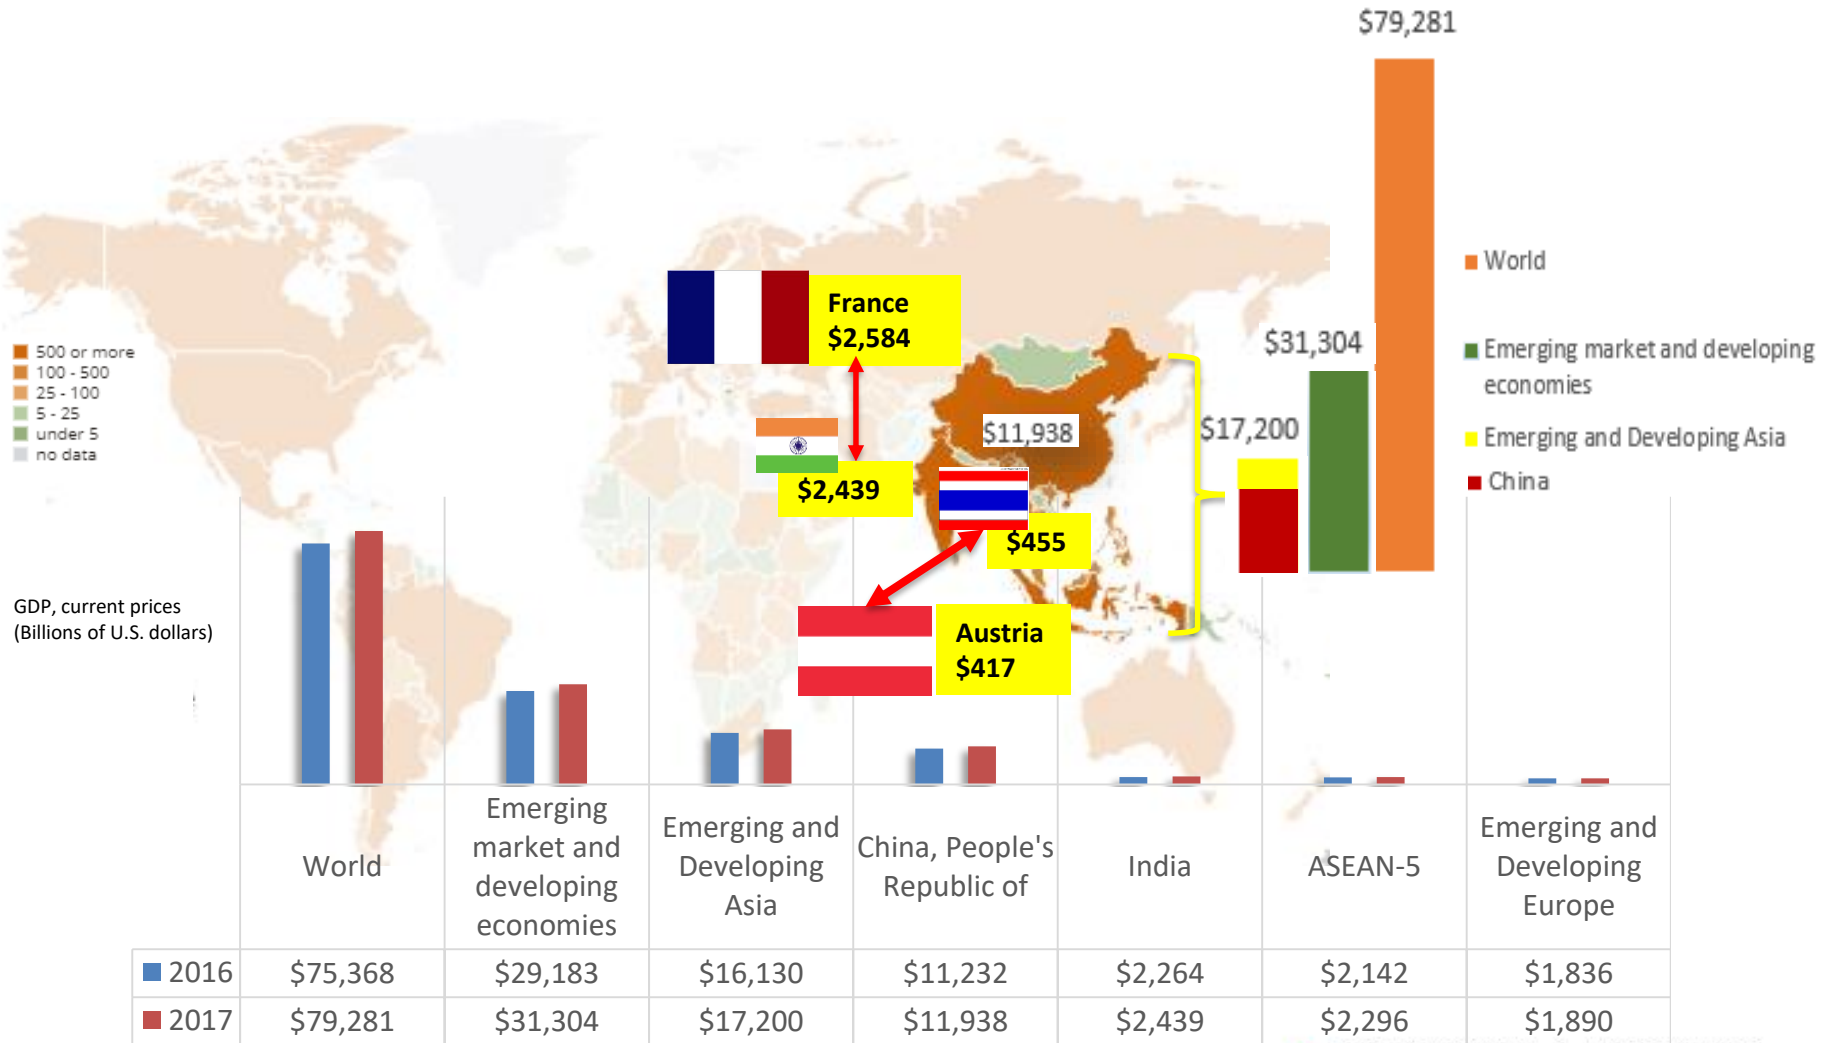 $79,281
World
$31,304
Emerging market and developing
economies
$17,200
Emerging and Developing Asia
China
500 or more
100 - 500
25 - 100
5 - 25
under 5
no data
France
$2,584
$11,938
$2,439
$455
Austria
$417
GDP, current prices
(Billions of U.S. dollars)
World
Emerging
market and
developing
economies
Emerging and
Developing
Asia
China, People's
Republic of
India
ASEAN-5
Emerging and
Developing
Europe
2016 $75,368 $29,183 $16,130 $11,232 $2,264 $2,142 $1,836
2017 $79,281 $31,304 $17,200 $11,938 $2,439 $2,296 $1,890